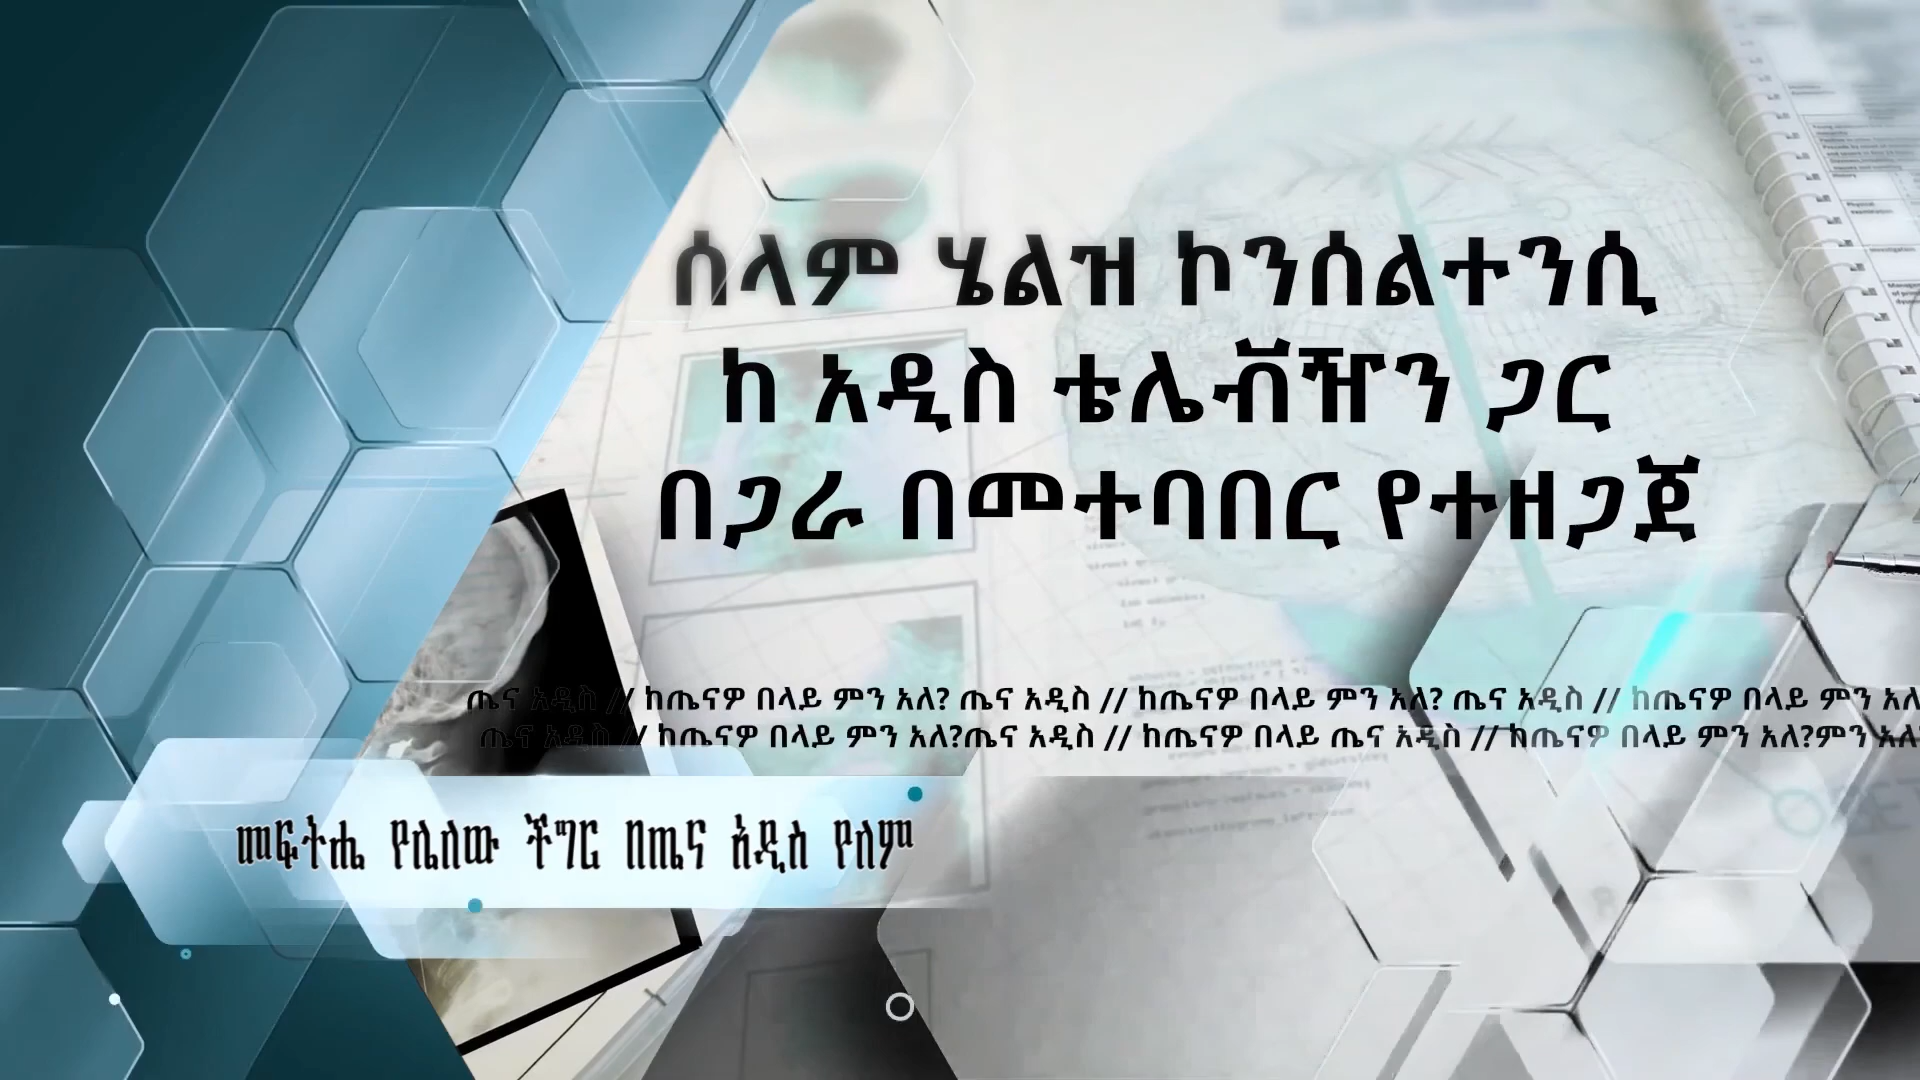 ሰላም ሄልዝ ኮንሰልተንሲ
ከ አዲስ ቴሌቭዥን ጋር
በጋራ በመተባበር የተዘጋጀ
ጤና አዲስ // ከጤናዎ በላይ ምን አለ? ጤና አዲስ // ከጤናዎ በላይ ምን አለ? ጤና አዲስ // ከጤናዎ በላይ ምን አለ
ጤና አዲስ // ከጤናዎ በላይ ምን አለ?ጤና አዲስ // ከጤናዎ በላይ ጤና አዲስ // ከጤናዎ በላይ ምን አለ?ምን አለ?
መፍትሔ የሌለው ችግር በጤና አዲስ የለም